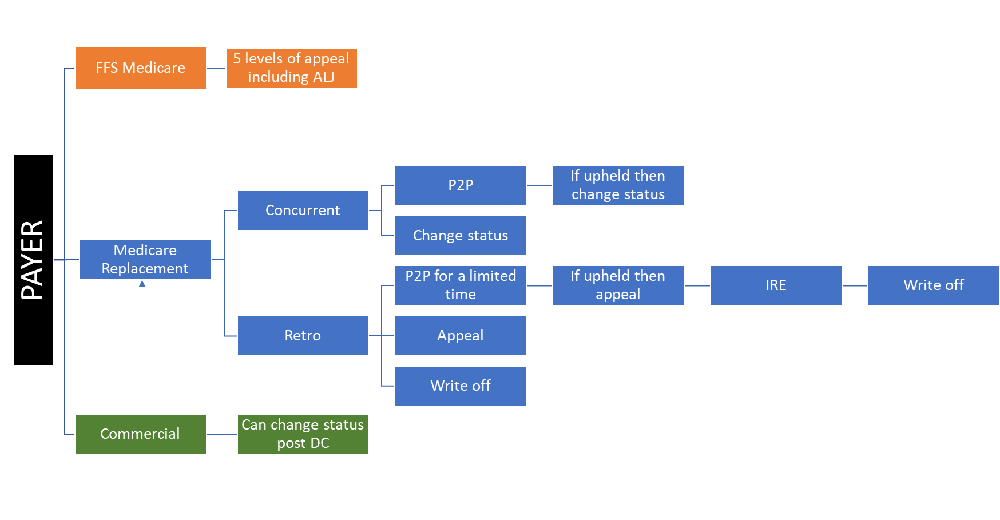 PAYER
FFS Medicare
5 levels of appeal
including ALJ
Medicare
Replacement
Concurrent
P2P
If upheld then
change status
Change status
Retro
P2P for a limited
time
If upheld then
appeal
IRE
Write off
Appeal
Write off
Commercial
Can change status
post DC